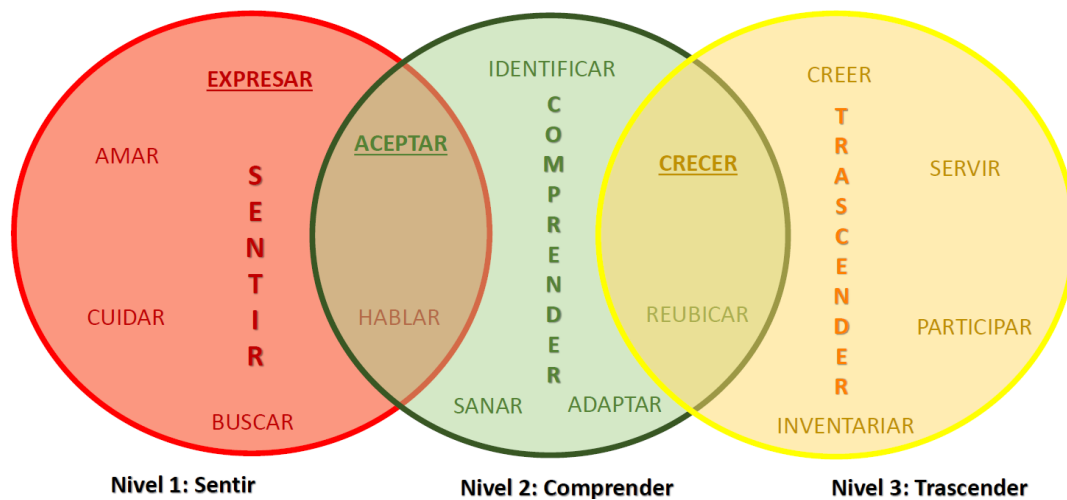 EXPRESAR
AMAR
SENTIR
CUIDAR
BUSCAR
ACEPTAR
HABLAR
IDENTIFICAR
COMPRENDER
SANAR
ADAPTAR
CRECER
REUBICAR
CREER
TRASCENDER
SERVIR
PARTICIPAR
INVENTARIAR
Nivel 1: Sentir
Nivel 2: Comprender
Nivel 3: Trascender